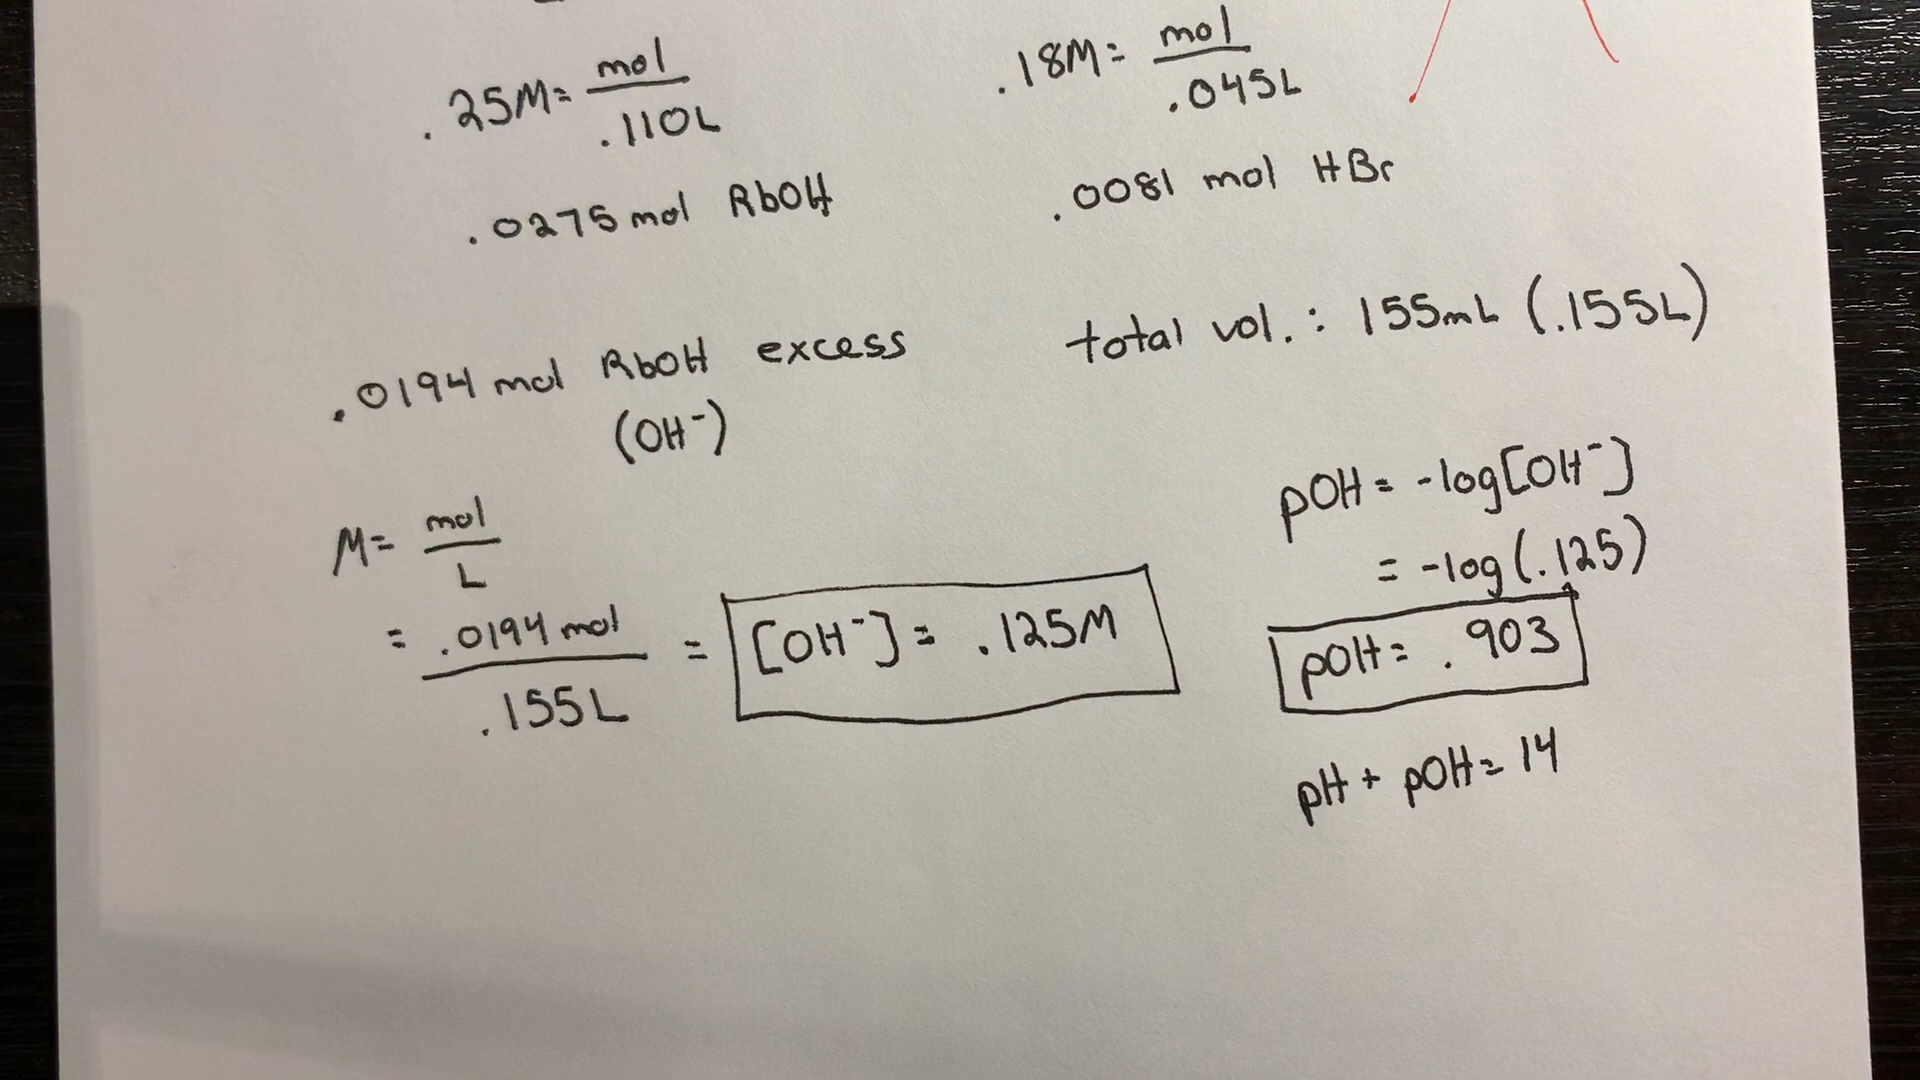 .25M = mol / .110L
.18M = mol / .045L
.0275 mol RbOH
.0081 mol HBr
.0194 mol RbOH excess
(OH⁻)
total vol. : 155mL (.155L)
M = mol / L
= .0194 mol / .155L = [OH⁻] = .125M
pOH = -log[OH⁻]
= -log(.125)
pOH = .903
pH + pOH = 14